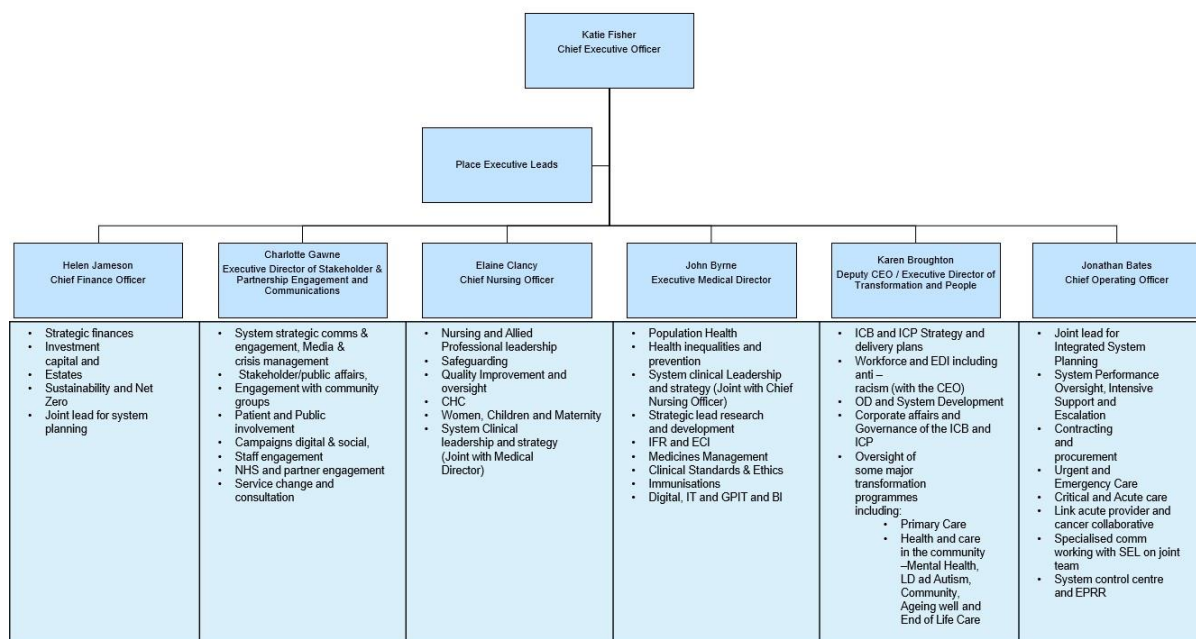 Katie Fisher
Chief Executive Officer
Place Executive Leads
Helen Jameson
Chief Finance Officer
Charlotte Gawne
Executive Director of Stakeholder &
Partnership Engagement and
Communications
Elaine Clancy
Chief Nursing Officer
John Byrne
Executive Medical Director
Karen Broughton
Deputy CEO / Executive Director of
Transformation and People
Jonathan Bates
Chief Operating Officer
• Strategic finances
• Investment
capital and
• Estates
• Sustainability and Net
Zero
• Joint lead for system
planning
• System strategic comms &
engagement, Media &
crisis management
• Stakeholder/public affairs,
• Engagement with community
groups
• Patient and Public
involvement
• Campaigns digital & social,
• Staff engagement
• NHS and partner engagement
• Service change and
consultation
• Nursing and Allied
Professional leadership
• Safeguarding
• Quality Improvement and
oversight
• CHC
• Women, Children and Maternity
• System Clinical
leadership and strategy
(Joint with Medical
Director)
• Population Health
• Health inequalities and
prevention
• System clinical Leadership
and strategy (Joint with Chief
Nursing Officer)
• Strategic lead research
and development
• IFR and ECI
• Medicines Management
• Clinical Standards & Ethics
• Immunisations
• Digital, IT and GPIT and BI
• ICB and ICP Strategy and
delivery plans
• Workforce and EDI including
anti –
racism (with the CEO)
• OD and System Development
• Corporate affairs and
Governance of the ICB and
ICP
• Oversight of
some major
transformation
programmes
including:
• Primary Care
• Health and care
in the community
–Mental Health,
LD ad Autism,
Community,
Ageing well and
End of Life Care
• Joint lead for
Integrated System
Planning
• System Performance
Oversight, Intensive
Support and
Escalation
• Contracting
and
procurement
• Urgent and
Emergency Care
• Critical and Acute care
• Link acute provider and
cancer collaborative
• Specialised comm
working with SEL on joint
team
• System control centre
and EPRR